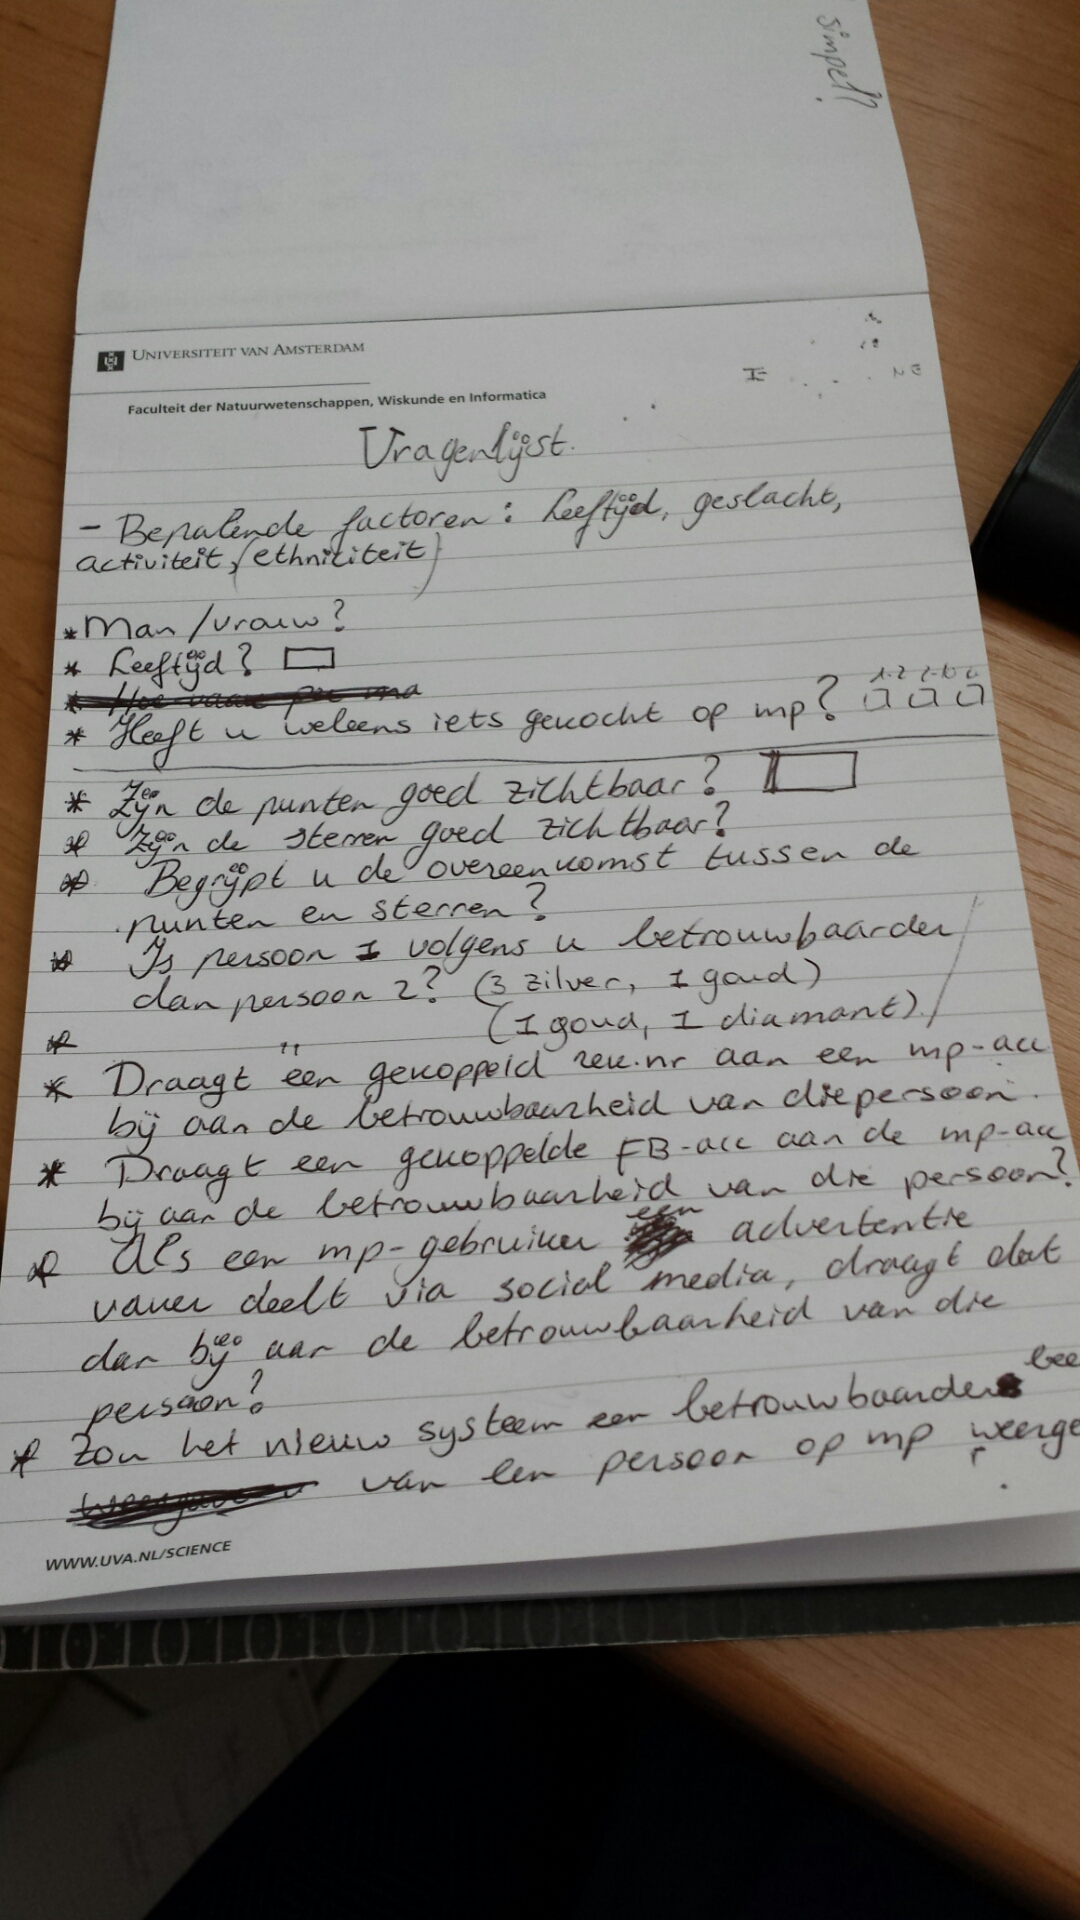 simpel?
UNIVERSITEIT VAN AMSTERDAM
Faculteit der Natuurwetenschappen, Wiskunde en Informatica
Vragenlijst.
- Bepalende factoren: leeftijd, geslacht,
activiteit, (ethniciteit)
* Man/vrouw?
* Leeftijd?
* Heeft u weleens iets gekocht op mp? 1-2 2-10
* Zijn de punten goed zichtbaar?
* Zijn de sterren goed zichtbaar?
* Begrijpt u de overeenkomst tussen de
punten en sterren?
* Is persoon 1 volgens u betrouwbaarder
dan persoon 2? (3 zilver, 1 goud)
* " (1 goud, 1 diamant)
* Draagt een gekoppeld rek.nr aan een mp-acc
bij aan de betrouwbaarheid van die persoon.
* Draagt een gekoppelde FB-acc aan de mp-acc
bij aan de betrouwbaarheid van die persoon?
* Als een mp-gebruiker een advertentie
vaker deelt via social media, draagt dat
dan bij aan de betrouwbaarheid van die
persoon?
* Zou het nieuw systeem een betrouwbaarder bee
van een persoon op mp weerge
WWW.UVA.NL/SCIENCE